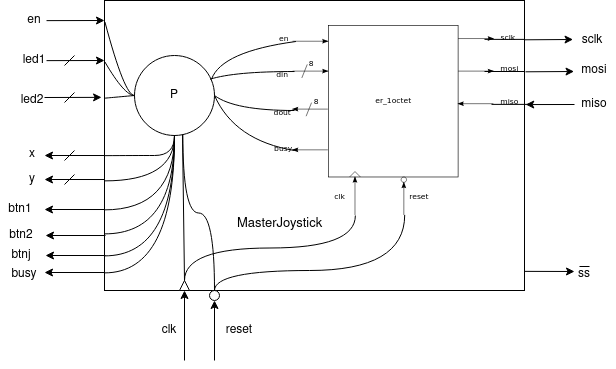 en
led1
led2
x
y
btn1
btn2
btnj
busy
P
en
din
8
dout
8
busy
er_1octet
sclk
mosi
miso
clk
reset
MasterJoystick
sclk
mosi
miso
ss
clk
reset